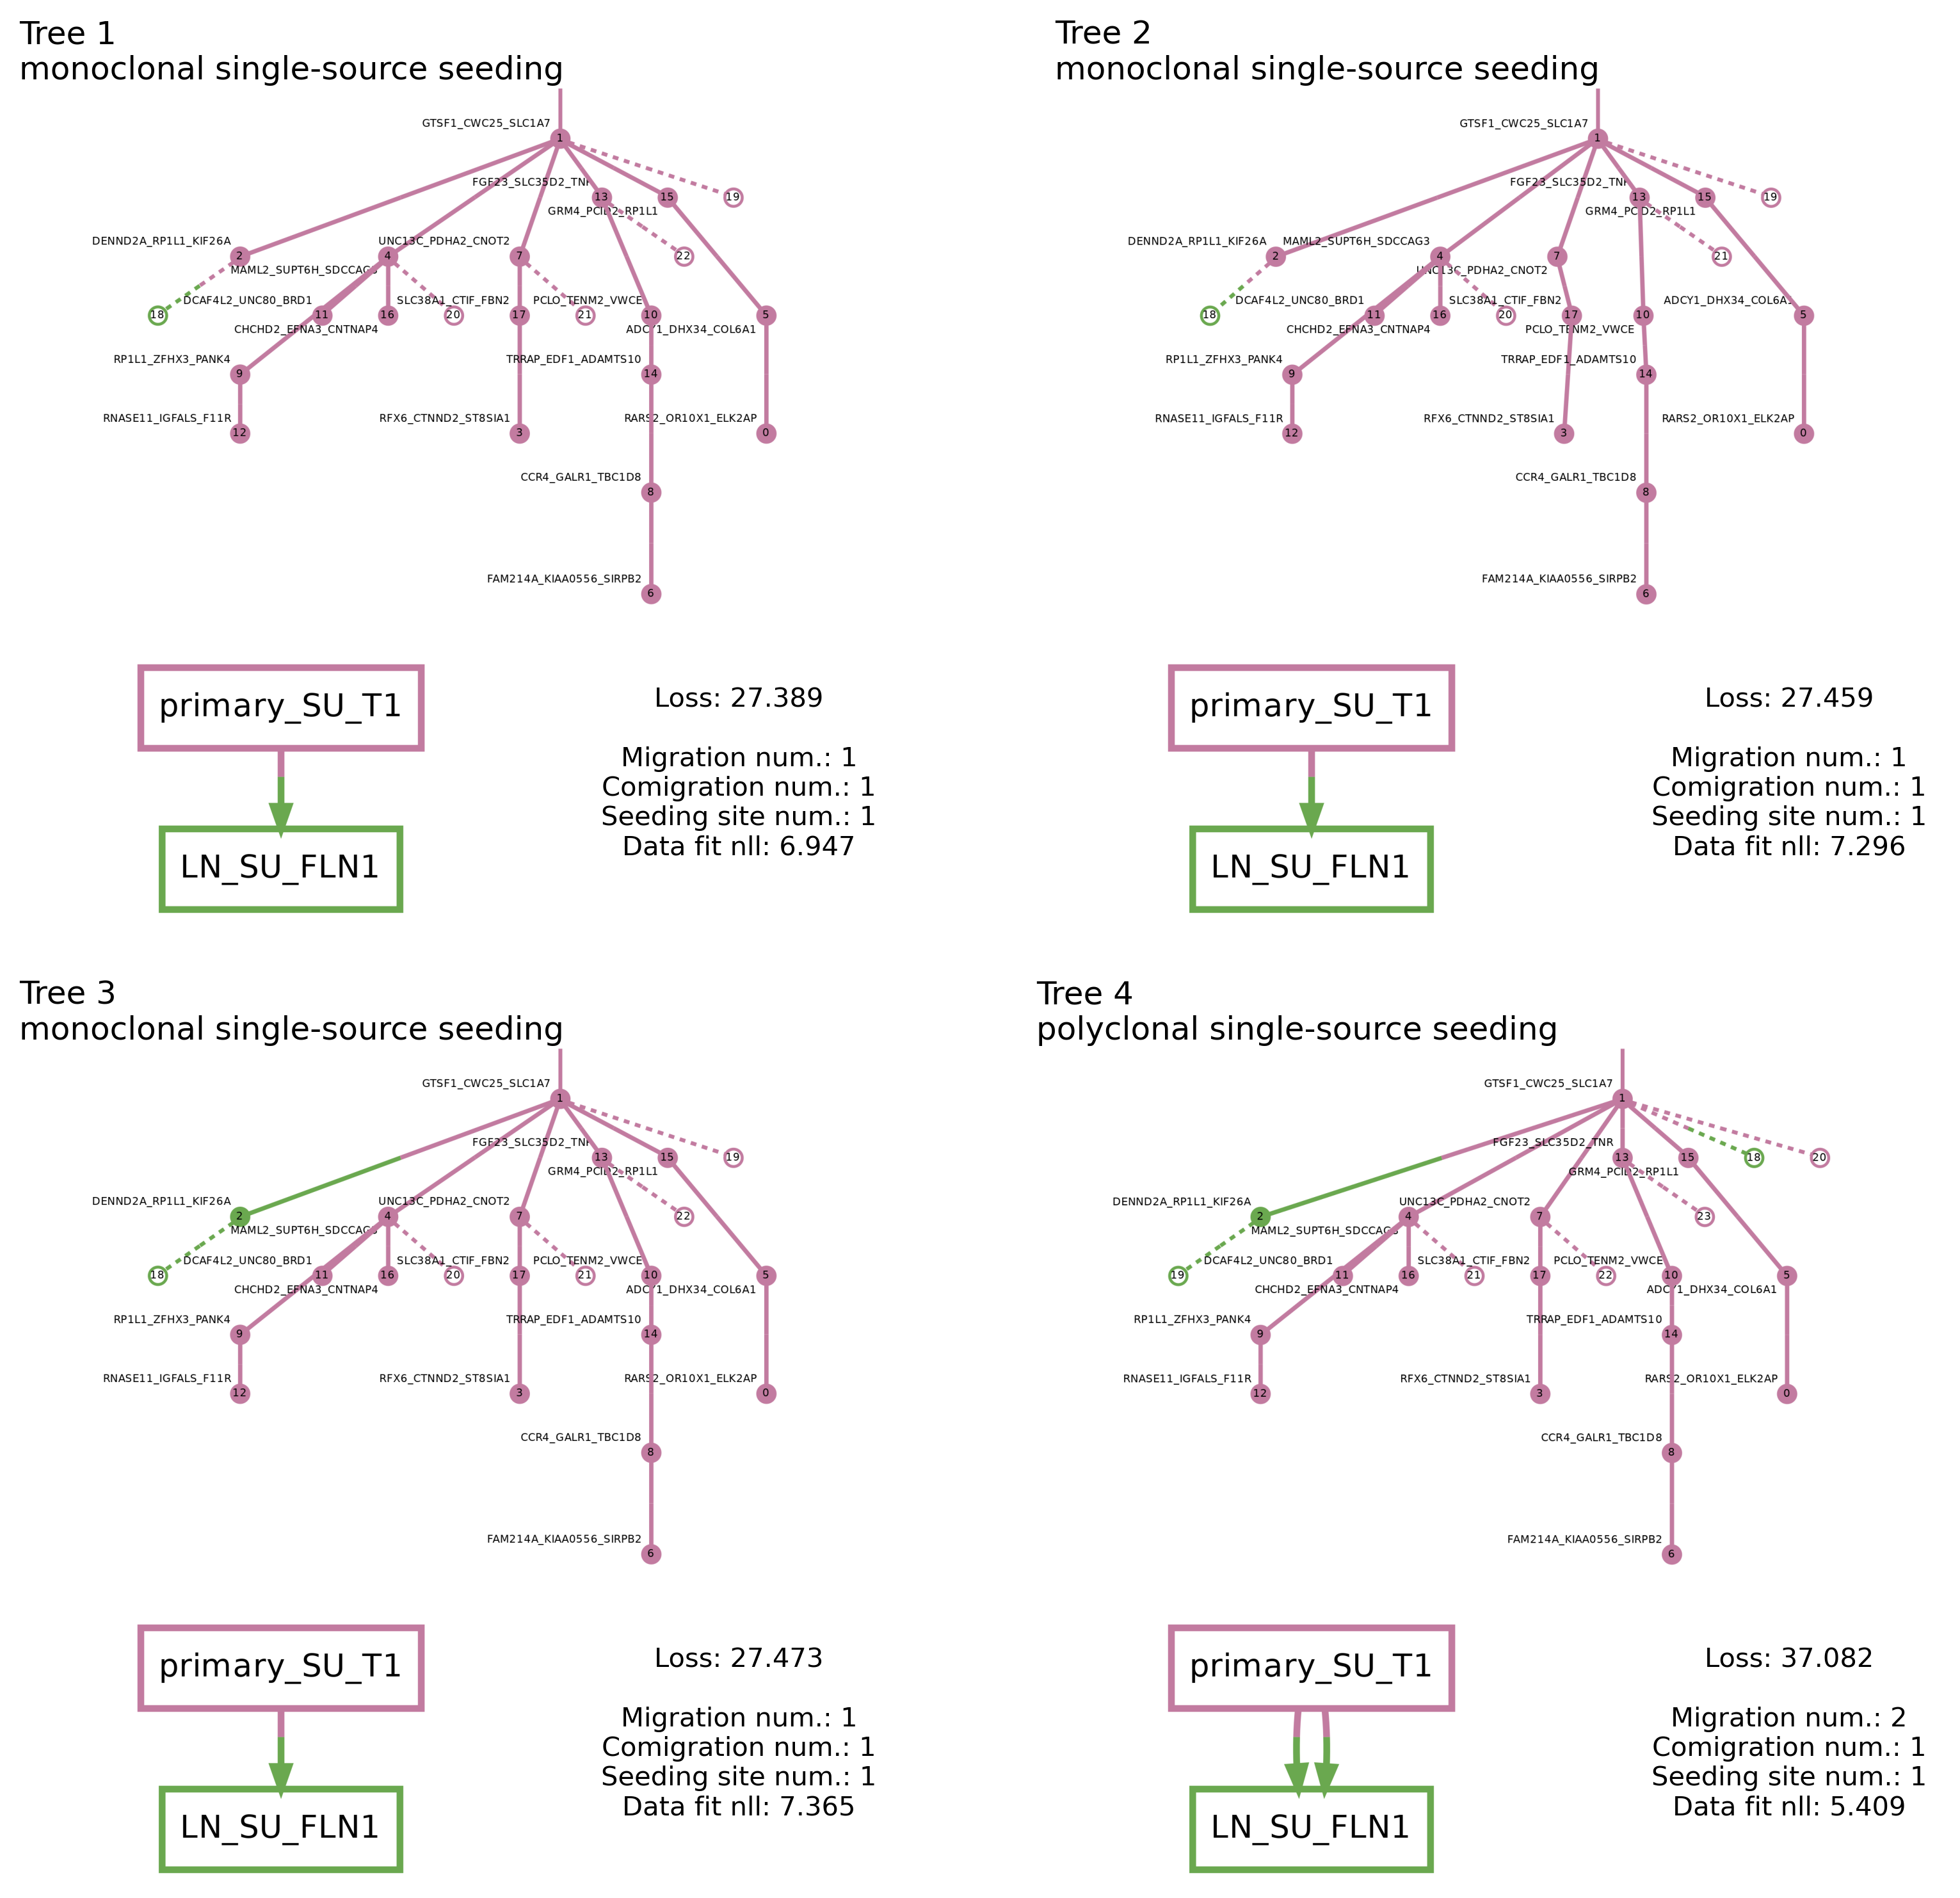 Tree 1
monoclonal single-source seeding
GTSF1_CWC25_SLC1A7
1
FGF23_SLC35D2_TNR
13
15
19
GRM4_PCID2_RP1L1
DENND2A_RP1L1_KIF26A
2
UNC13C_PDHA2_CNOT2
4
7
22
MAML2_SUPT6H_SDCCAG3
DCAF4L2_UNC80_BRD1
SLC38A1_CTIF_FBN2
PCLO_TENM2_VWCE
18
11
16
20
17
21
10
5
CHCHD2_EFNA3_CNTNAP4
ADCY1_DHX34_COL6A1
RP1L1_ZFHX3_PANK4
TRRAP_EDF1_ADAMTS10
9
14
RNASE11_IGFALS_F11R
RFX6_CTNND2_ST8SIA1
RARS2_OR10X1_ELK2AP
12
3
0
CCR4_GALR1_TBC1D8
8
FAM214A_KIAA0556_SIRPB2
6
primary_SU_T1
LN_SU_FLN1
Loss: 27.389
Migration num.: 1
Comigration num.: 1
Seeding site num.: 1
Data fit nll: 6.947
Tree 2
monoclonal single-source seeding
GTSF1_CWC25_SLC1A7
1
FGF23_SLC35D2_TNR
13
15
19
GRM4_PCID2_RP1L1
DENND2A_RP1L1_KIF26A
MAML2_SUPT6H_SDCCAG3
2
4
7
21
UNC13C_PDHA2_CNOT2
DCAF4L2_UNC80_BRD1
SLC38A1_CTIF_FBN2
ADCY1_DHX34_COL6A1
18
11
16
20
17
10
5
CHCHD2_EFNA3_CNTNAP4
PCLO_TENM2_VWCE
RP1L1_ZFHX3_PANK4
TRRAP_EDF1_ADAMTS10
9
14
RNASE11_IGFALS_F11R
RFX6_CTNND2_ST8SIA1
RARS2_OR10X1_ELK2AP
12
3
0
CCR4_GALR1_TBC1D8
8
FAM214A_KIAA0556_SIRPB2
6
primary_SU_T1
LN_SU_FLN1
Loss: 27.459
Migration num.: 1
Comigration num.: 1
Seeding site num.: 1
Data fit nll: 7.296
Tree 3
monoclonal single-source seeding
GTSF1_CWC25_SLC1A7
1
FGF23_SLC35D2_TNR
13
15
19
GRM4_PCID2_RP1L1
DENND2A_RP1L1_KIF26A
2
UNC13C_PDHA2_CNOT2
4
7
22
MAML2_SUPT6H_SDCCAG3
DCAF4L2_UNC80_BRD1
SLC38A1_CTIF_FBN2
PCLO_TENM2_VWCE
18
11
16
20
17
21
10
5
CHCHD2_EFNA3_CNTNAP4
ADCY1_DHX34_COL6A1
RP1L1_ZFHX3_PANK4
TRRAP_EDF1_ADAMTS10
9
14
RNASE11_IGFALS_F11R
RFX6_CTNND2_ST8SIA1
RARS2_OR10X1_ELK2AP
12
3
0
CCR4_GALR1_TBC1D8
8
FAM214A_KIAA0556_SIRPB2
6
primary_SU_T1
LN_SU_FLN1
Loss: 27.473
Migration num.: 1
Comigration num.: 1
Seeding site num.: 1
Data fit nll: 7.365
Tree 4
polyclonal single-source seeding
GTSF1_CWC25_SLC1A7
1
FGF23_SLC35D2_TNR
13
15
18
20
GRM4_PCID2_RP1L1
DENND2A_RP1L1_KIF26A
2
UNC13C_PDHA2_CNOT2
4
7
23
MAML2_SUPT6H_SDCCAG3
DCAF4L2_UNC80_BRD1
SLC38A1_CTIF_FBN2
PCLO_TENM2_VWCE
19
11
16
21
17
22
10
5
CHCHD2_EFNA3_CNTNAP4
ADCY1_DHX34_COL6A1
RP1L1_ZFHX3_PANK4
TRRAP_EDF1_ADAMTS10
9
14
RNASE11_IGFALS_F11R
RFX6_CTNND2_ST8SIA1
RARS2_OR10X1_ELK2AP
12
3
0
CCR4_GALR1_TBC1D8
8
FAM214A_KIAA0556_SIRPB2
6
primary_SU_T1
LN_SU_FLN1
Loss: 37.082
Migration num.: 2
Comigration num.: 1
Seeding site num.: 1
Data fit nll: 5.409